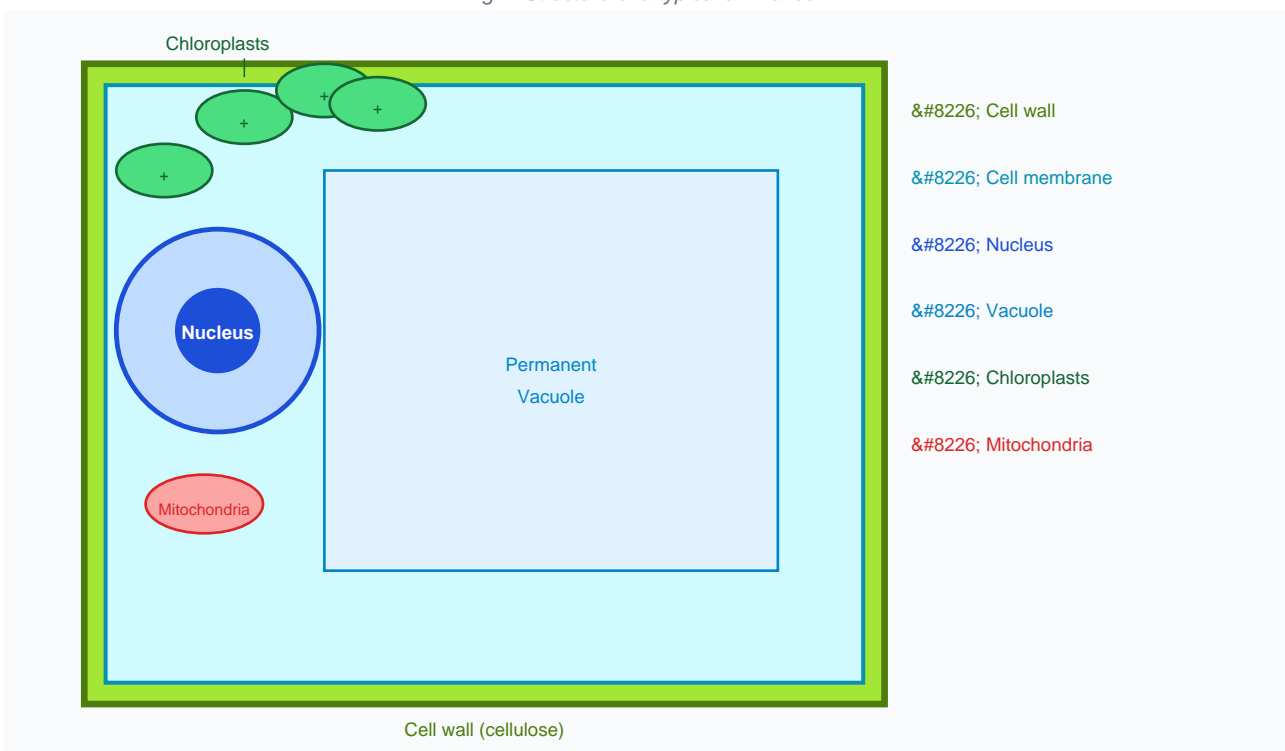 Chloroplasts
+
+
+
+
&#8226; Cell wall
&#8226; Cell membrane
&#8226; Nucleus
&#8226; Vacuole
&#8226; Chloroplasts
&#8226; Mitochondria
Nucleus
Permanent
Vacuole
Mitochondria
Cell wall (cellulose)